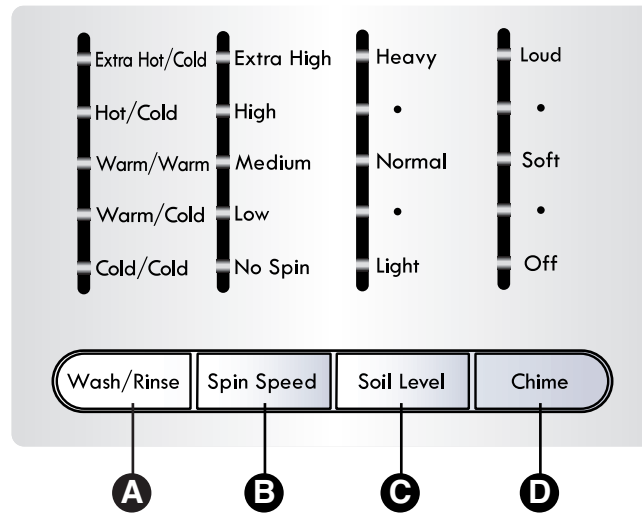 Extra Hot/Cold Extra High Heavy Loud
Hot/Cold High •  •
Warm/Warm Medium Normal Soft
Warm/Cold Low • •
Cold/Cold No Spin Light Off
Wash/Rinse Spin Speed Soil Level Chime
A B C D